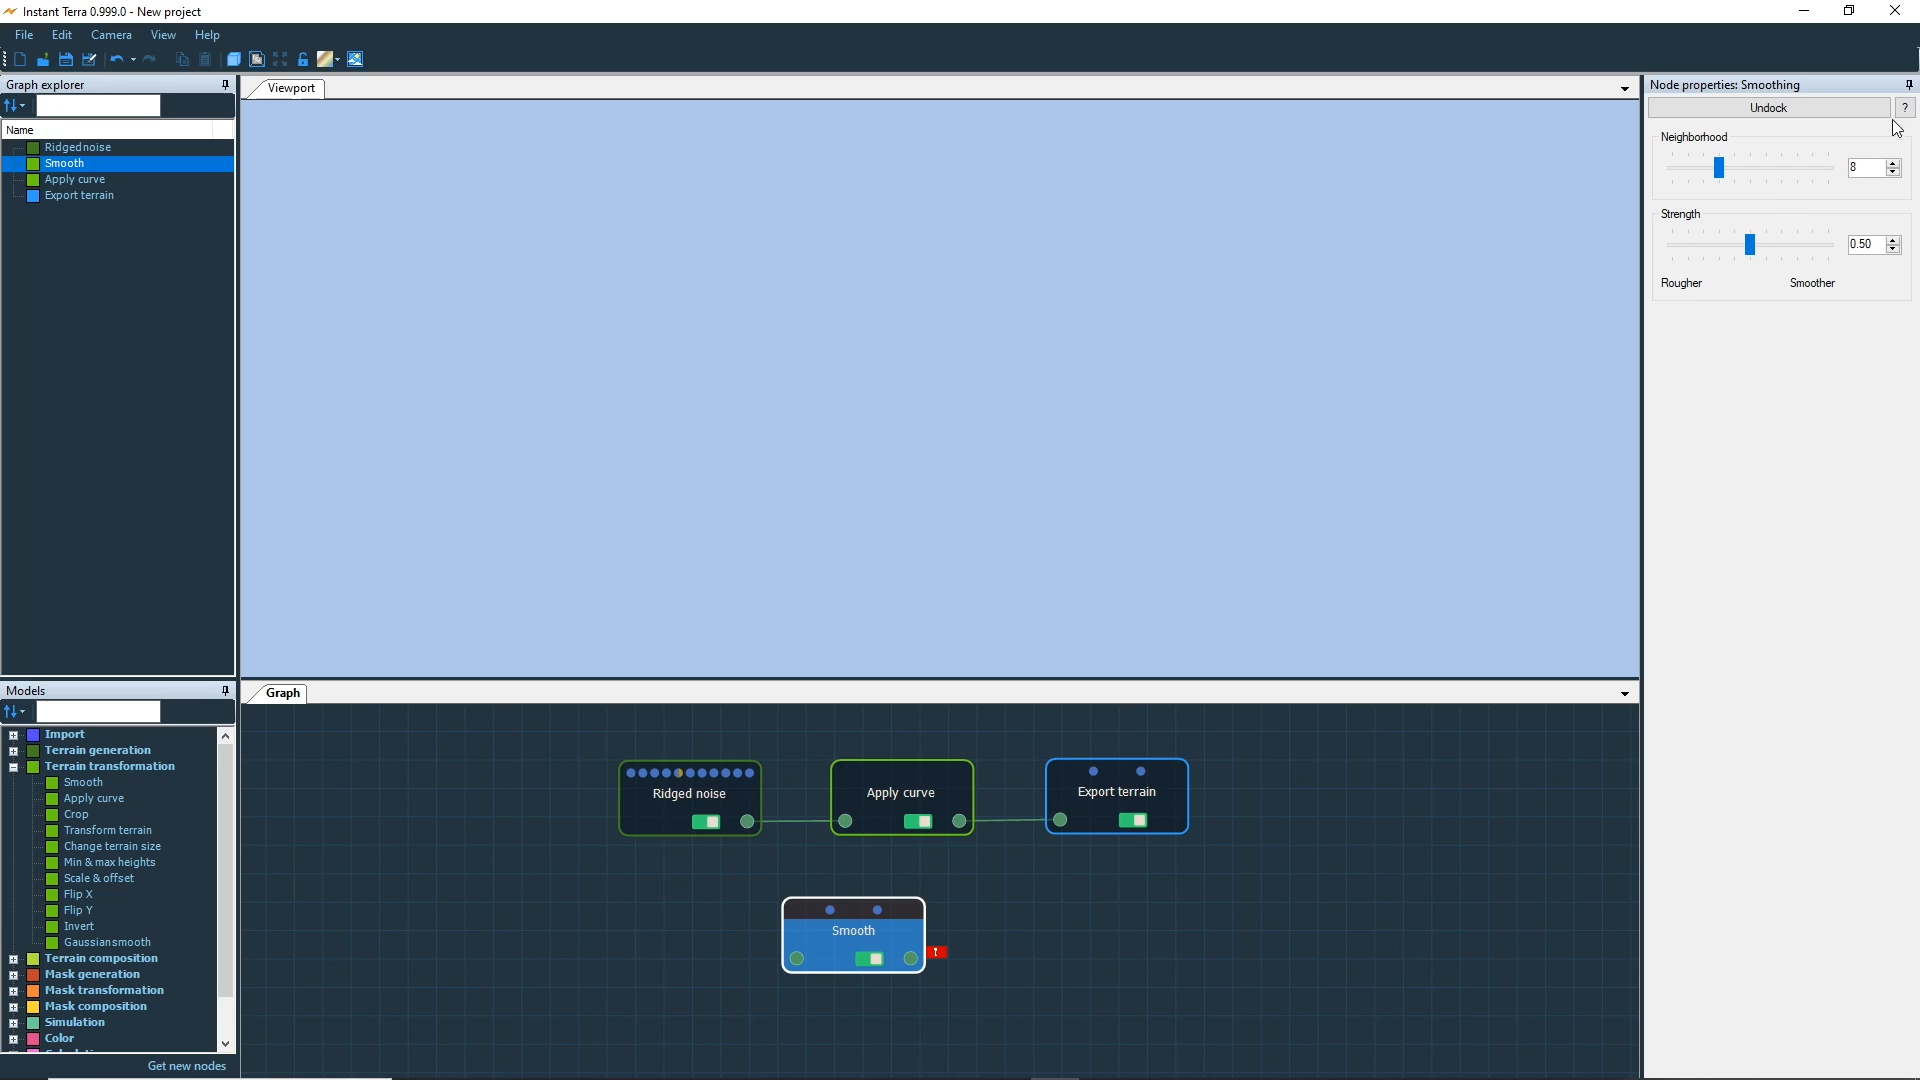 Instant Terra 0.999.0 - New project
File Edit Camera View Help
Graph explorer
Name
Ridged noise
Smooth
Apply curve
Export terrain
Viewport
Node properties: Smoothing
Undock ?
Neighborhood
8
Strength
0.50
Rougher Smoother
Models
Import
Terrain generation
Terrain transformation
Smooth
Apply curve
Crop
Transform terrain
Change terrain size
Min & max heights
Scale & offset
Flip X
Flip Y
Invert
Gaussian smooth
Terrain composition
Mask generation
Mask transformation
Mask composition
Simulation
Color
Get new nodes
Graph
Ridged noise
Apply curve
Export terrain
Smooth
!